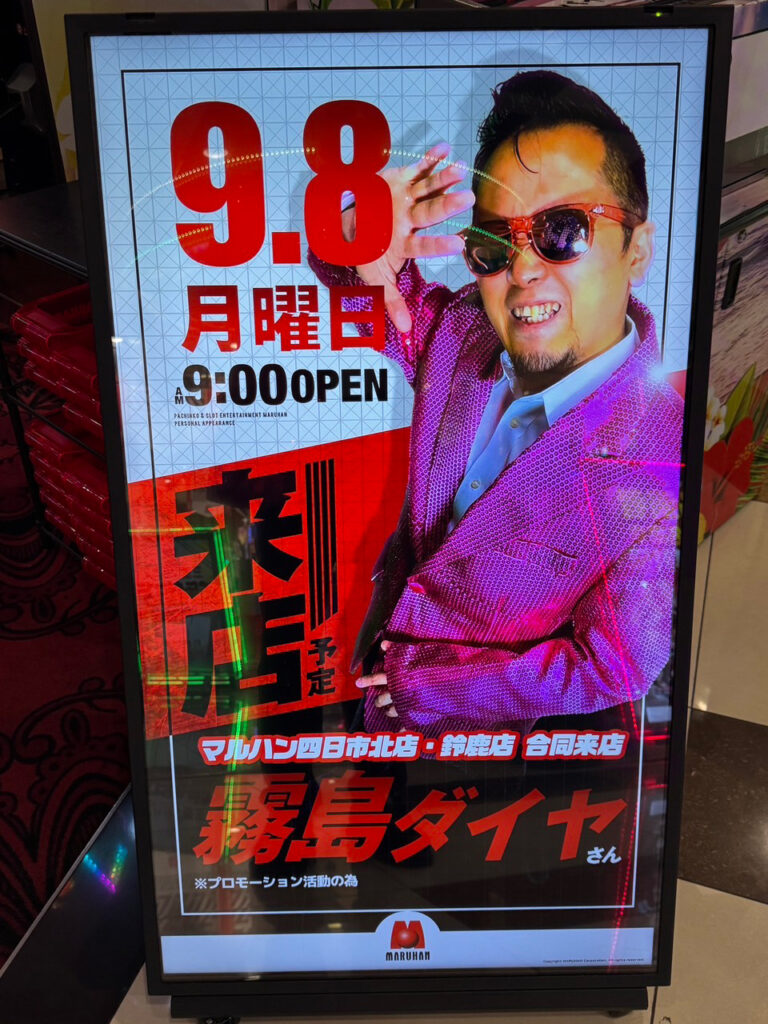 9.8
月曜日
AM9:00OPEN
PACHINKO & SLOT ENTERTAINMENT MARUHAN
PERSONAL APPEARANCE
来店
予定
マルハン四日市北店・鈴鹿店 合同来店
霧島ダイヤさん
※プロモーション活動の為
M
MARUHAN